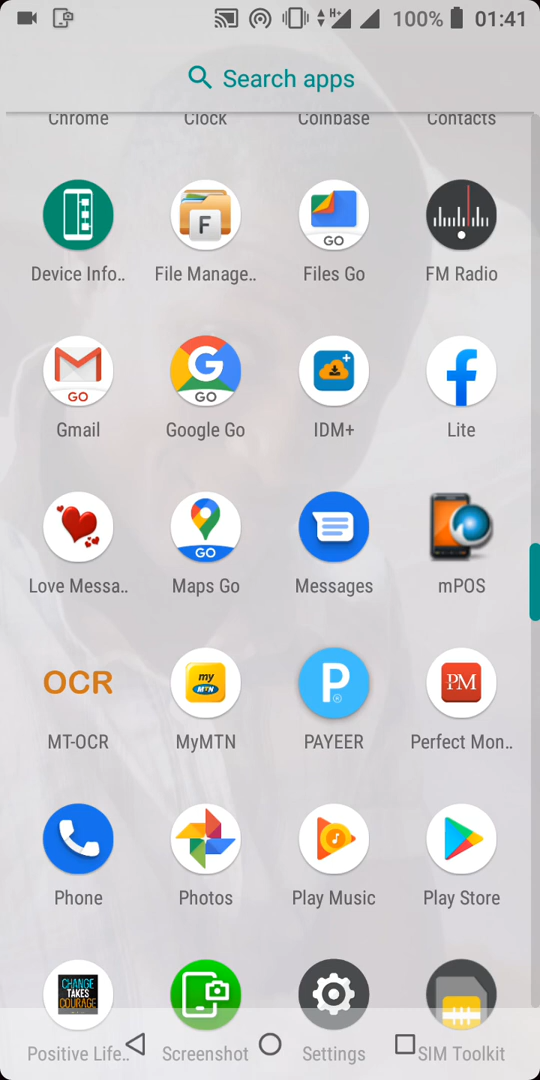 H+ 100% 01:41
Search apps
Chrome Clock Coinbase Contacts
GO
Device Info.. File Manage.. Files Go FM Radio
GO GO
Gmail Google Go IDM+ Lite
GO
Love Messa.. Maps Go Messages mPOS
OCR my MTN P PM
MT-OCR MyMTN PAYEER Perfect Mon..
Phone Photos Play Music Play Store
CHANGE
TAKES
COURAGE
Positive Life.. Screenshot Settings SIM Toolkit